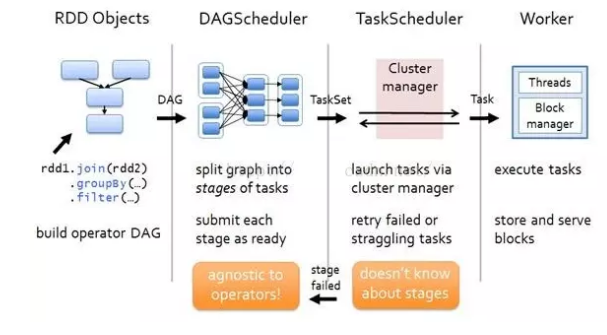 RDD Objects
DAGScheduler
TaskScheduler
Worker
DAG
TaskSet
Cluster
manager
Task
Threads
Block
manager
rdd1.join(rdd2)
.groupBy(…)
.filter(…)
build operator DAG
split graph into
stages of tasks
submit each
stage as ready
launch tasks via
cluster manager
retry failed or
straggling tasks
execute tasks
store and serve
blocks
agnostic to
operators!
stage
failed
doesn't know
about stages